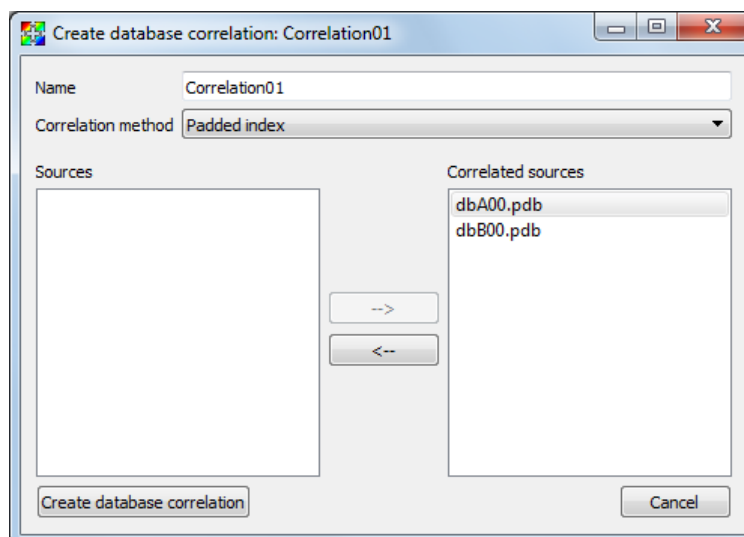 Create database correlation: Correlation01
Name Correlation01
Correlation method Padded index
Sources Correlated sources
dbA00.pdb
dbB00.pdb
-->
<--
Create database correlation Cancel